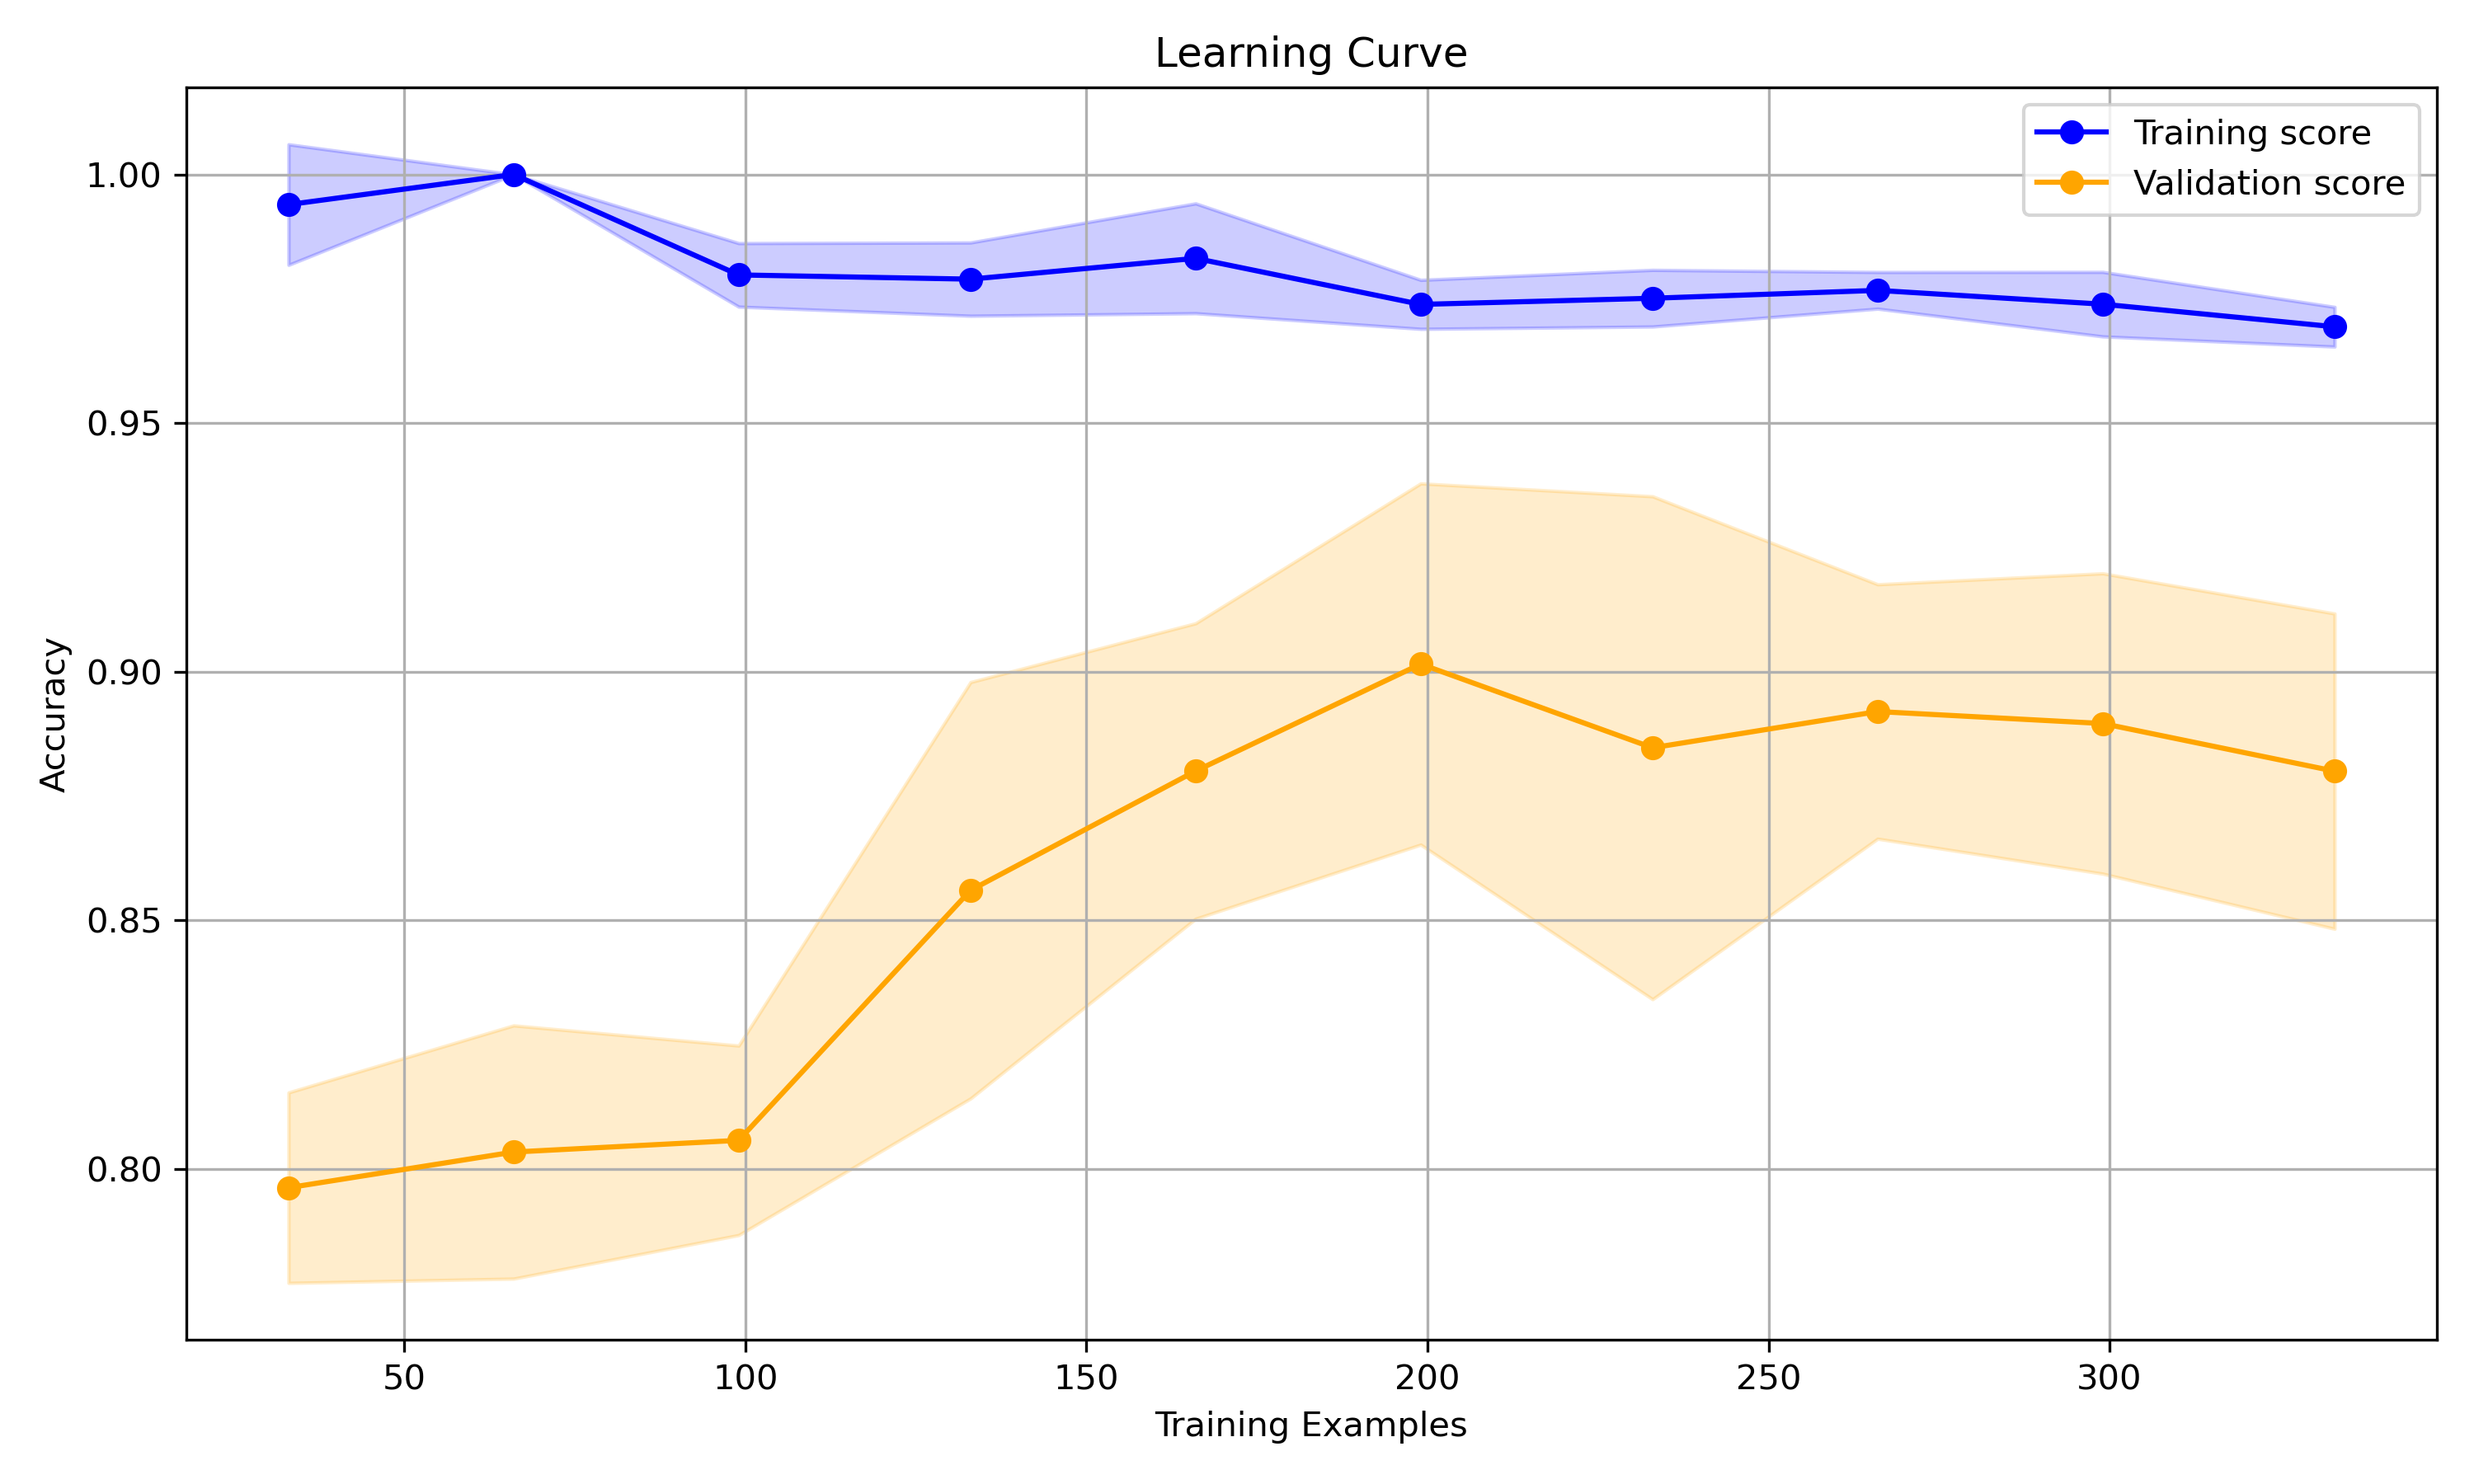 Learning Curve
Training score
Validation score
1.00
0.95
0.90
0.85
0.80
Accuracy
50 100 150 200 250 300
Training Examples